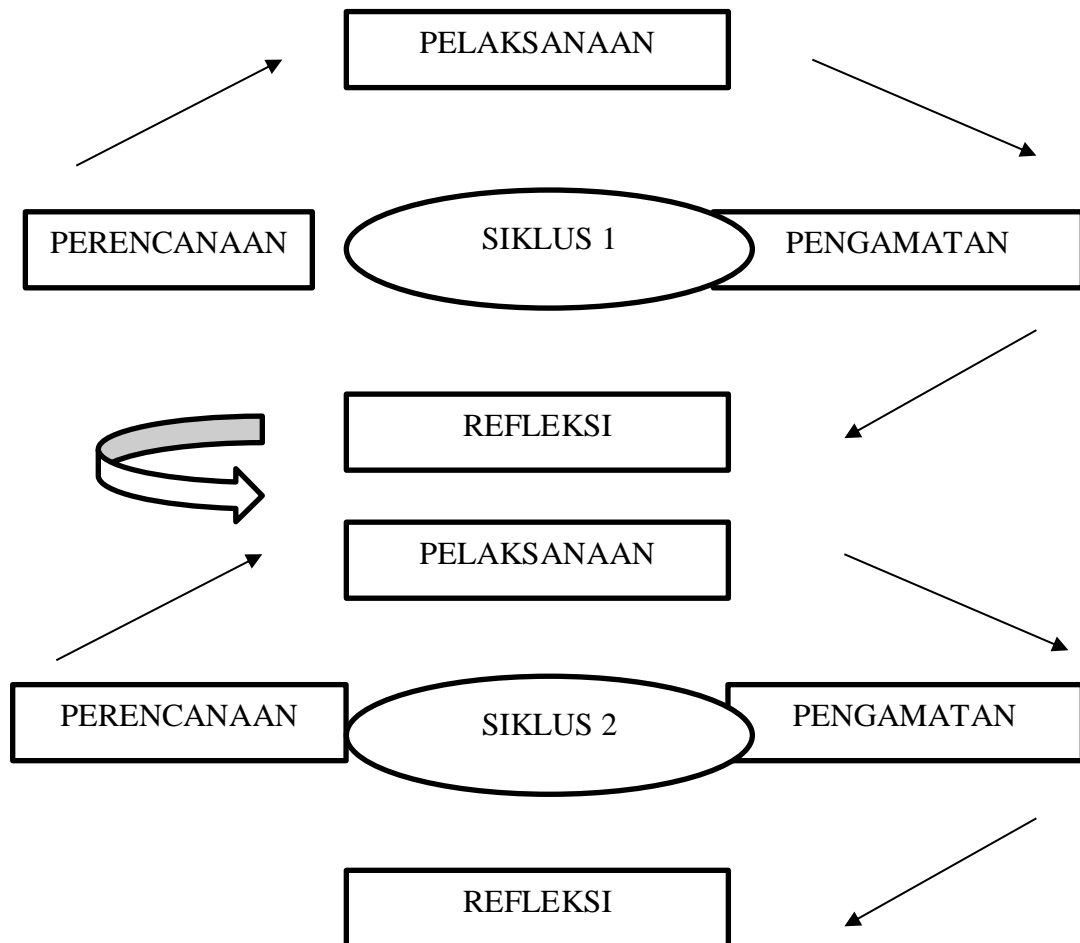 PELAKSANAAN
PERENCANAAN
SIKLUS 1
PENGAMATAN
REFLEKSI
PELAKSANAAN
PERENCANAAN
SIKLUS 2
PENGAMATAN
REFLEKSI